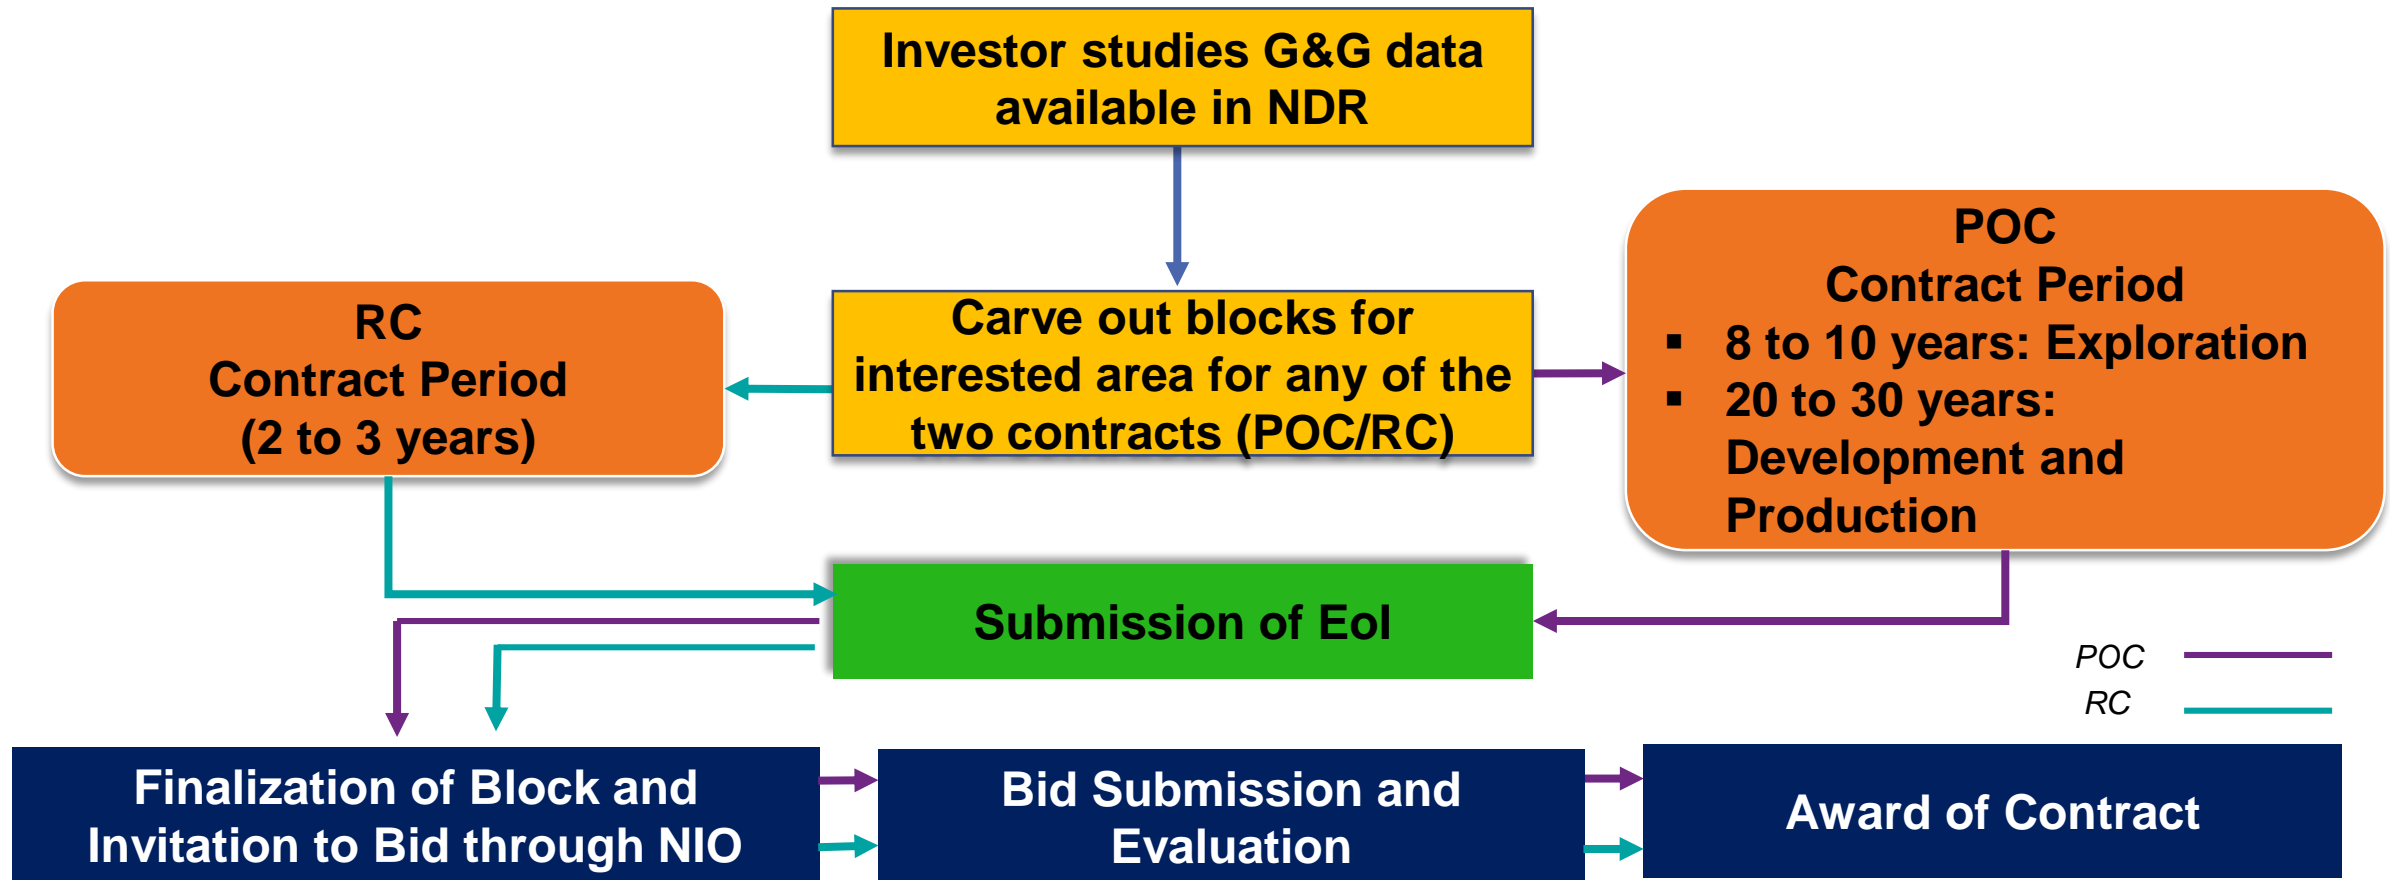 Investor studies G&G data
available in NDR
RC
Contract Period
(2 to 3 years)
Carve out blocks for
interested area for any of the
two contracts (POC/RC)
POC
Contract Period
▪ 8 to 10 years: Exploration
▪ 20 to 30 years:
Development and
Production
Submission of EoI
POC
RC
Finalization of Block and
Invitation to Bid through NIO
Bid Submission and
Evaluation
Award of Contract